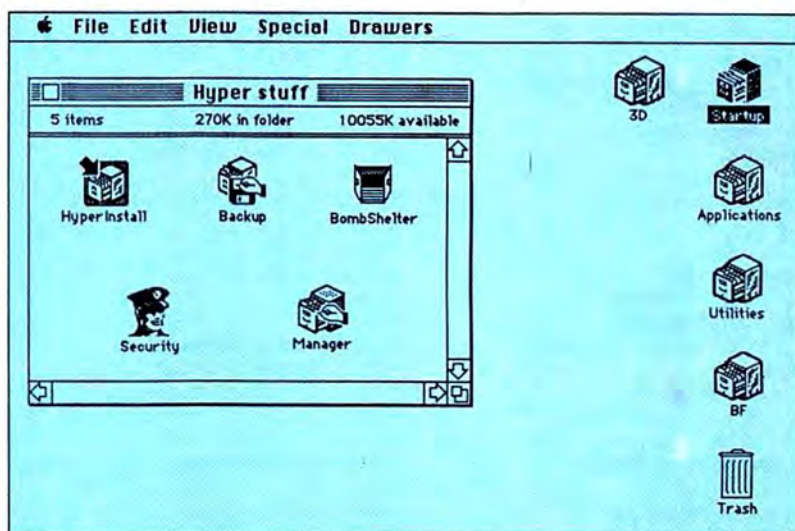 File Edit View Special Drawers
Hyper stuff
5 items 270K in folder 10055K available
HyperInstall Backup BombShelter
Security Manager
3D Startup
Applications
Utilities
BF
Trash